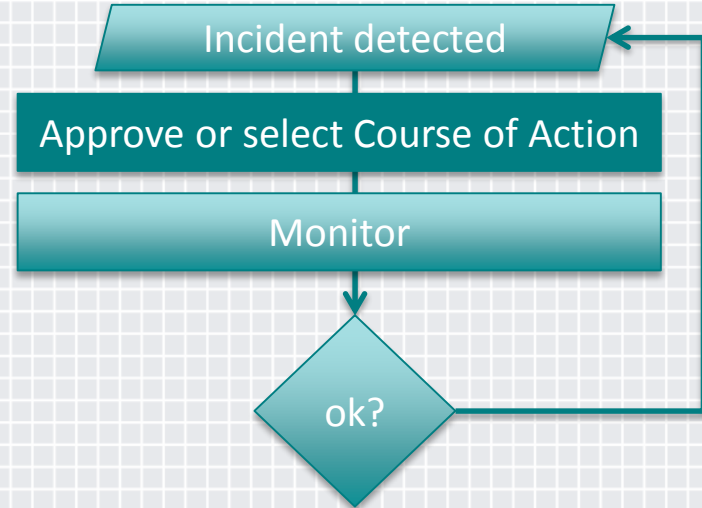 Incident detected
Approve or select Course of Action
Monitor
ok?